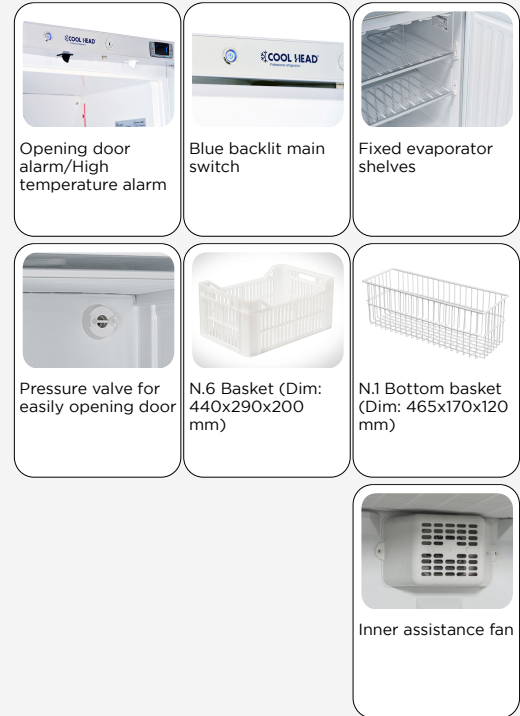 COOL HEAD
COOL HEAD
Opening door
alarm/High
temperature alarm
Blue backlit main
switch
Fixed evaporator
shelves
Pressure valve for
easily opening door
N.6 Basket (Dim:
440x290x200
mm)
N.1 Bottom basket
(Dim: 465x170x120
mm)
Inner assistance fan